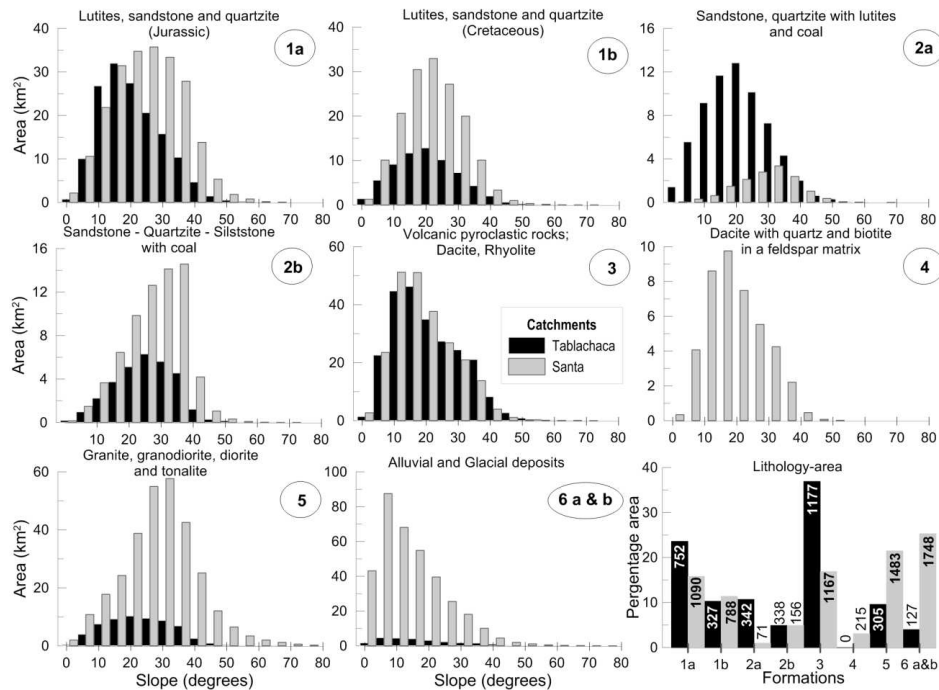 Lutites, sandstone and quartzite
(Jurassic)
1a
Area (km²)
40
30
20
10
0
0 10 20 30 40 50 60 70 80
Lutites, sandstone and quartzite
(Cretaceous)
1b
40
30
20
10
0
0 10 20 30 40 50 60 70 80
Sandstone, quartzite with lutites
and coal
2a
16
12
8
4
0
0 10 20 30 40 50 60 70 80
Sandstone - Quartzite - Silststone
with coal
2b
Area (km²)
16
12
8
4
0
10 20 30 40 50 60 70 80
Volcanic pyroclastic rocks;
Dacite, Rhyolite
3
60
40
20
0
0 10 20 30 40 50 60 70 80
Catchments
Tablachaca
Santa
Dacite with quartz and biotite
in a feldspar matrix
4
10
8
6
4
2
0
0 10 20 30 40 50 60 70 80
Granite, granodiorite, diorite
and tonalite
5
Area (km²)
60
40
20
0
0 10 20 30 40 50 60 70 80
Slope (degrees)
Alluvial and Glacial deposits
6 a & b
100
80
60
40
20
0
0 10 20 30 40 50 60 70 80
Slope (degrees)
Lithology-area
Pergentage area
40
30
20
10
0
752 1090 327 788 342 71 338 156 1177 1167 0 215 305 1483 127 1748
1a 1b 2a 2b 3 4 5 6 a&b
Formations